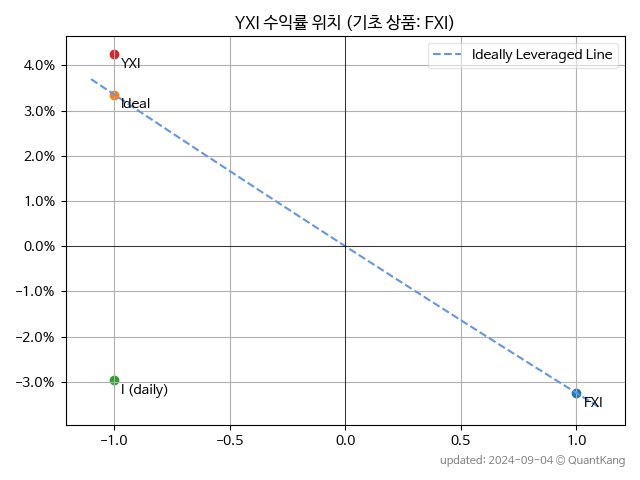 YXI 수익률 위치 (기초 상품: FXI)
Ideally Leveraged Line
4.0%
3.0%
2.0%
1.0%
0.0%
−1.0%
−2.0%
−3.0%
YXI
Ideal
I (daily)
FXI
−1.0
−0.5
0.0
0.5
1.0
updated: 2024-09-04 © QuantKang